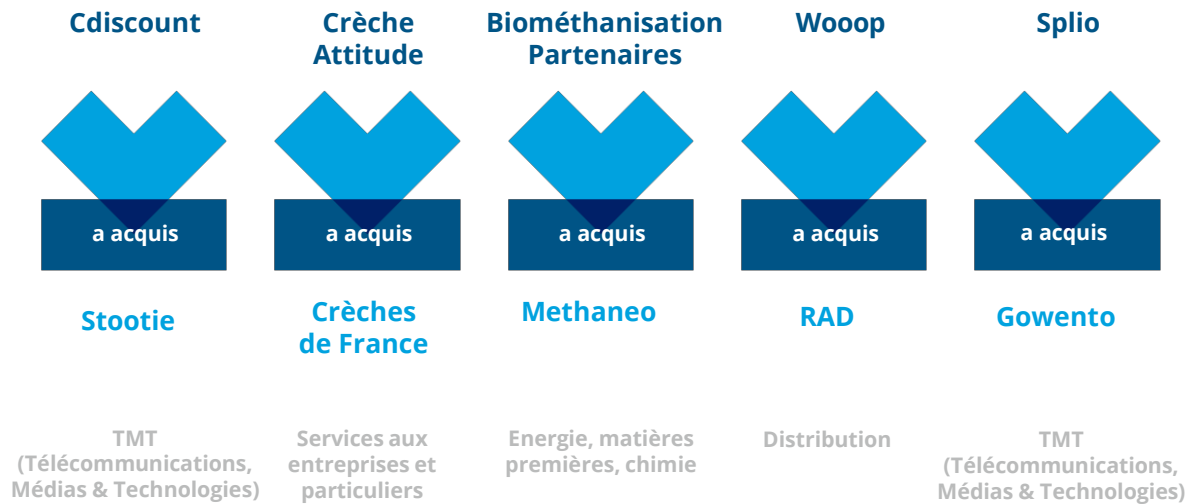 Cdiscount
Crèche
Attitude
Biométhanisation
Partenaires
Wooop
Splio
a acquis
a acquis
a acquis
a acquis
a acquis
Stootie
Crèches
de France
Methaneo
RAD
Gowento
TMT
(Télécommunications,
Médias & Technologies)
Services aux
entreprises et
particuliers
Energie, matières
premières, chimie
Distribution
TMT
(Télécommunications,
Médias & Technologies)